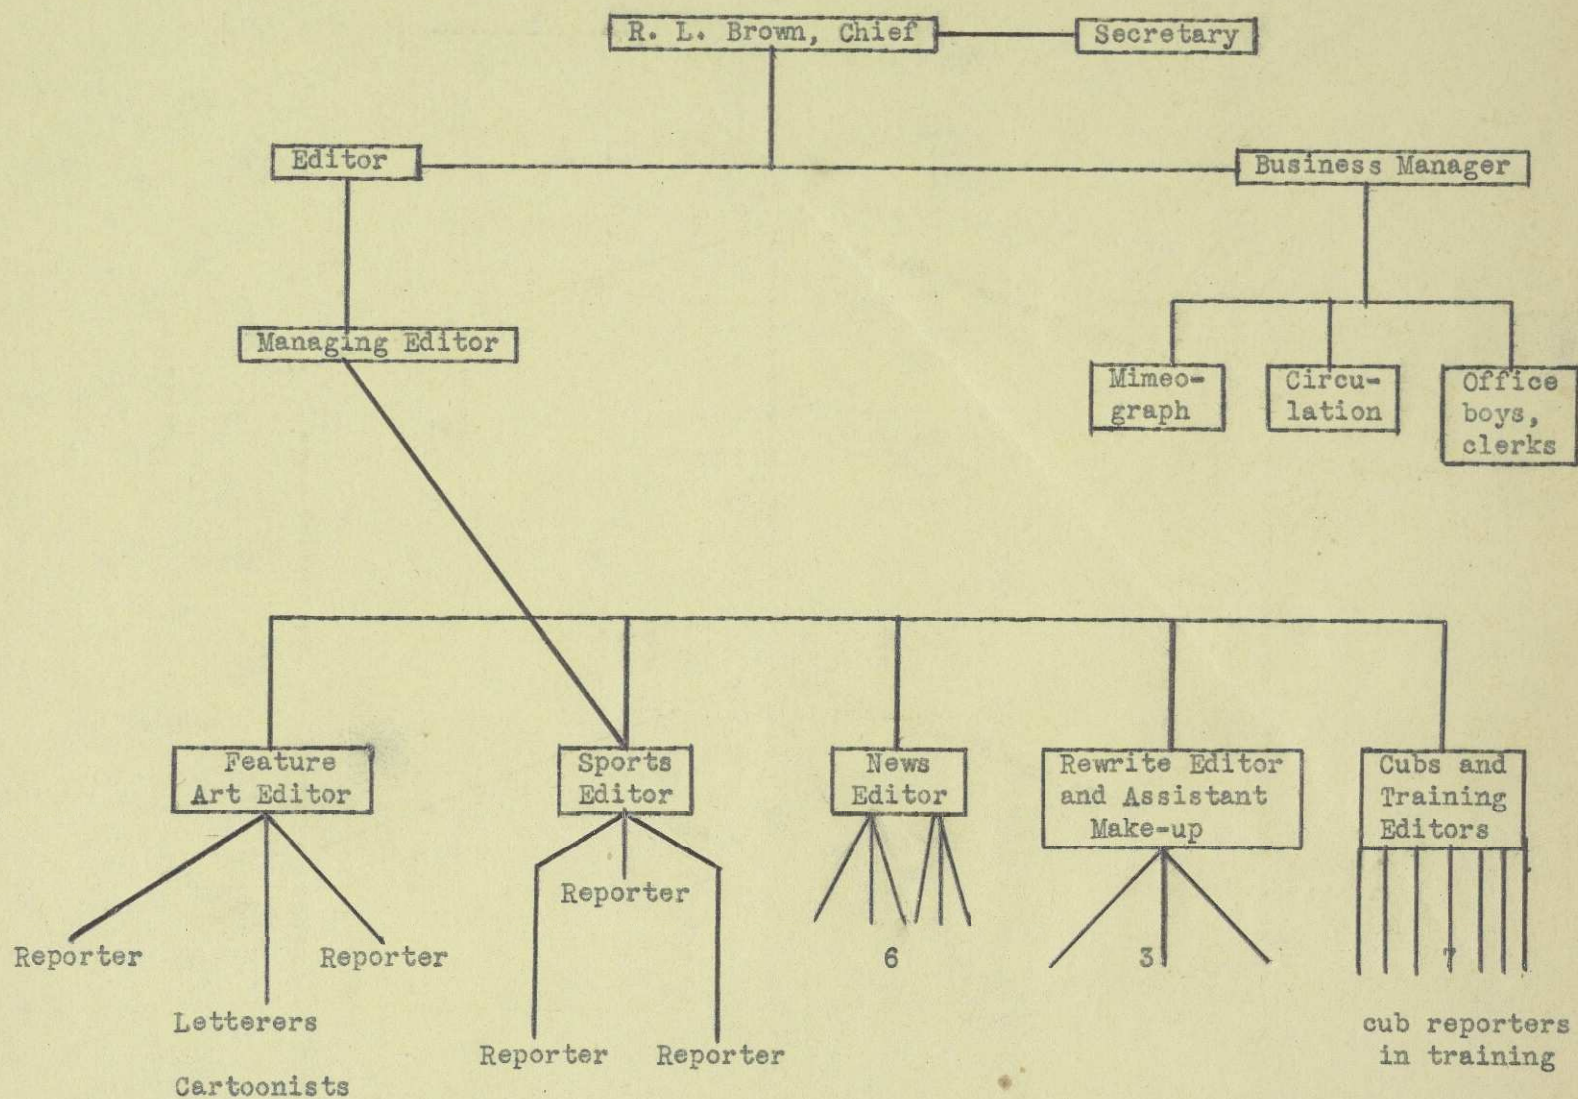 R. L. Brown, Chief
Secretary
Editor
Business Manager
Managing Editor
Mimeo-
graph
Circu-
lation
Office
boys,
clerks
Feature
Art Editor
Sports
Editor
News
Editor
Rewrite Editor
and Assistant
Make-up
Cubs and
Training
Editors
Reporter
Reporter
Letterers
Cartoonists
Reporter
Reporter
Reporter
6
3
7
cub reporters
in training